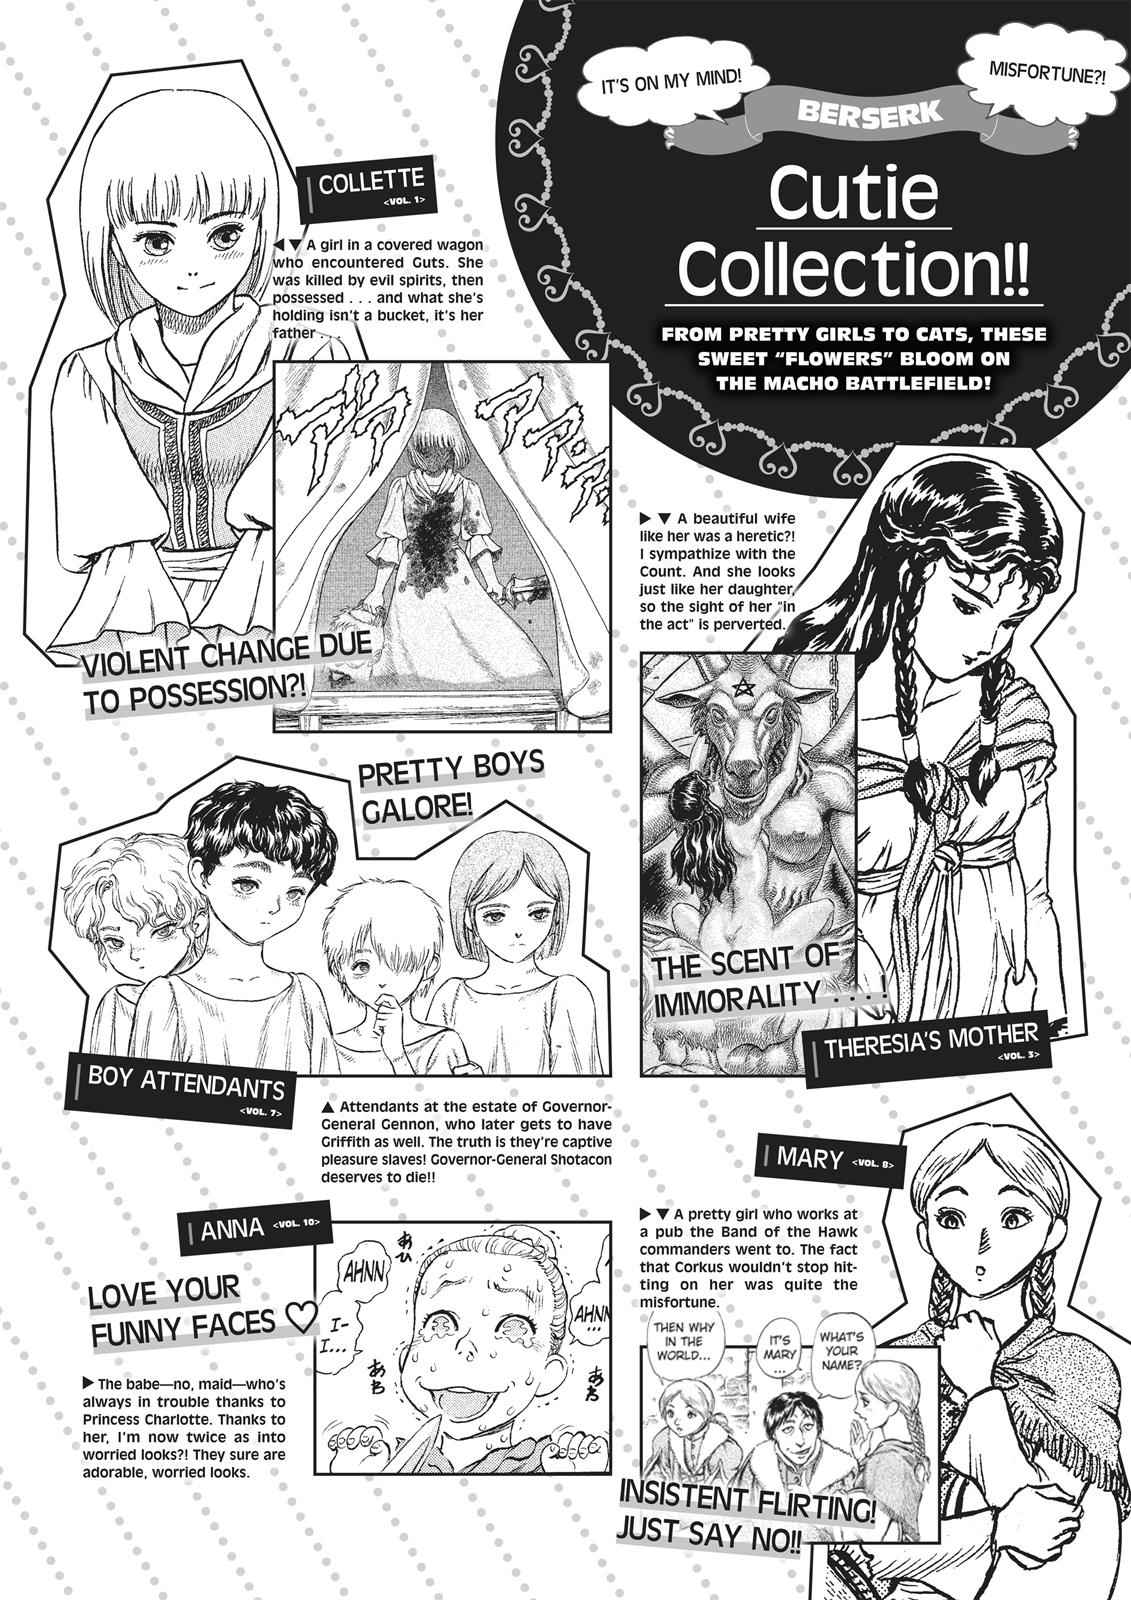 IT'S ON MY MIND!
MISFORTUNE?!
BERSERK
Cutie
Collection!!
FROM PRETTY GIRLS TO CATS, THESE
SWEET "FLOWERS" BLOOM ON
THE MACHO BATTLEFIELD!
COLLETTE
<VOL. 1>
◀▼ A girl in a covered wagon
who encountered Guts. She
was killed by evil spirits, then
possessed . . . and what she's
holding isn't a bucket, it's her
father . . .
VIOLENT CHANGE DUE
TO POSSESSION?!
▶▼ A beautiful wife
like her was a heretic?!
I sympathize with the
Count. And she looks
just like her daughter,
so the sight of her "in
the act" is perverted.
THE SCENT OF
IMMORALITY . . . . !
THERESIA'S MOTHER
<VOL. 3>
PRETTY BOYS
GALORE!
BOY ATTENDANTS
<VOL. 7>
▲ Attendants at the estate of Governor-
General Gennon, who later gets to have
Griffith as well. The truth is they're captive
pleasure slaves! Governor-General Shotacon
deserves to die!!
MARY <VOL. 8>
▶▼ A pretty girl who works at
a pub the Band of the Hawk
commanders went to. The fact
that Corkus wouldn't stop hit-
ting on her was quite the
misfortune.
THEN WHY
IN THE
WORLD...
IT'S
MARY
...
WHAT'S
YOUR
NAME?
INSISTENT FLIRTING!
JUST SAY NO!!
ANNA <VOL. 10>
LOVE YOUR
FUNNY FACES ♡
▶ The babe—no, maid—who's
always in trouble thanks to
Princess Charlotte. Thanks to
her, I'm now twice as into
worried looks?! They sure are
adorable, worried looks.
AHNN
I-
I...
AHNN
...
あひ
あわ
あわ